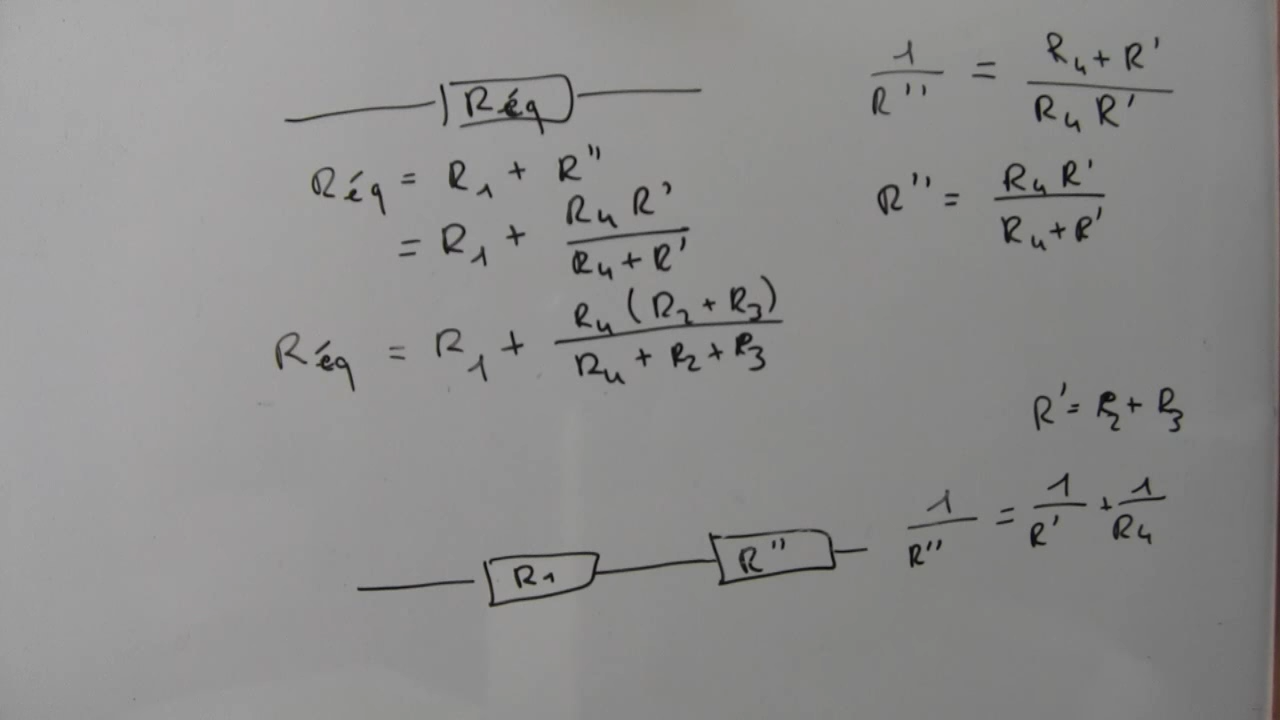 Réq
Réq = R1 + R''
= R1 + R4 R' / R4 + R'
Réq = R1 + R4 (R2 + R3) / R4 + R2 + R3
1 / R'' = R4 + R' / R4 R'
R'' = R4 R' / R4 + R'
R' = R2 + R3
1 / R'' = 1 / R' + 1 / R4
R1 R''